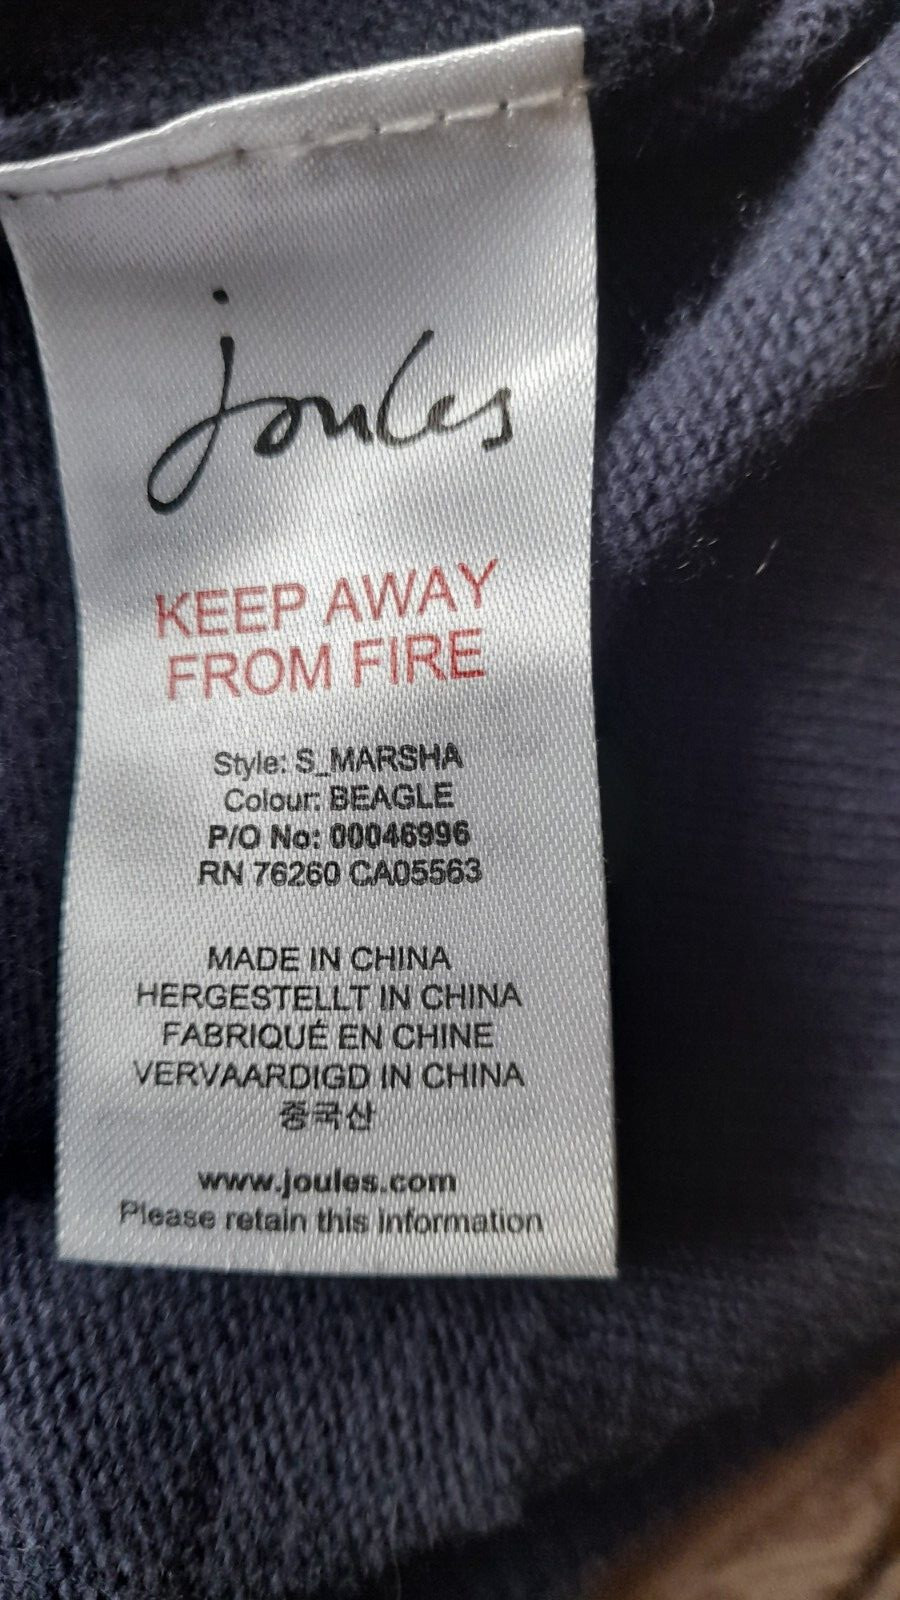 joules
KEEP AWAY
FROM FIRE
Style: S_MARSHA
Colour: BEAGLE
P/O No: 00046996
RN 76260 CA05563
MADE IN CHINA
HERGESTELLT IN CHINA
FABRIQUÉ EN CHINE
VERVAARDIGD IN CHINA
중국산
www.joules.com
Please retain this information